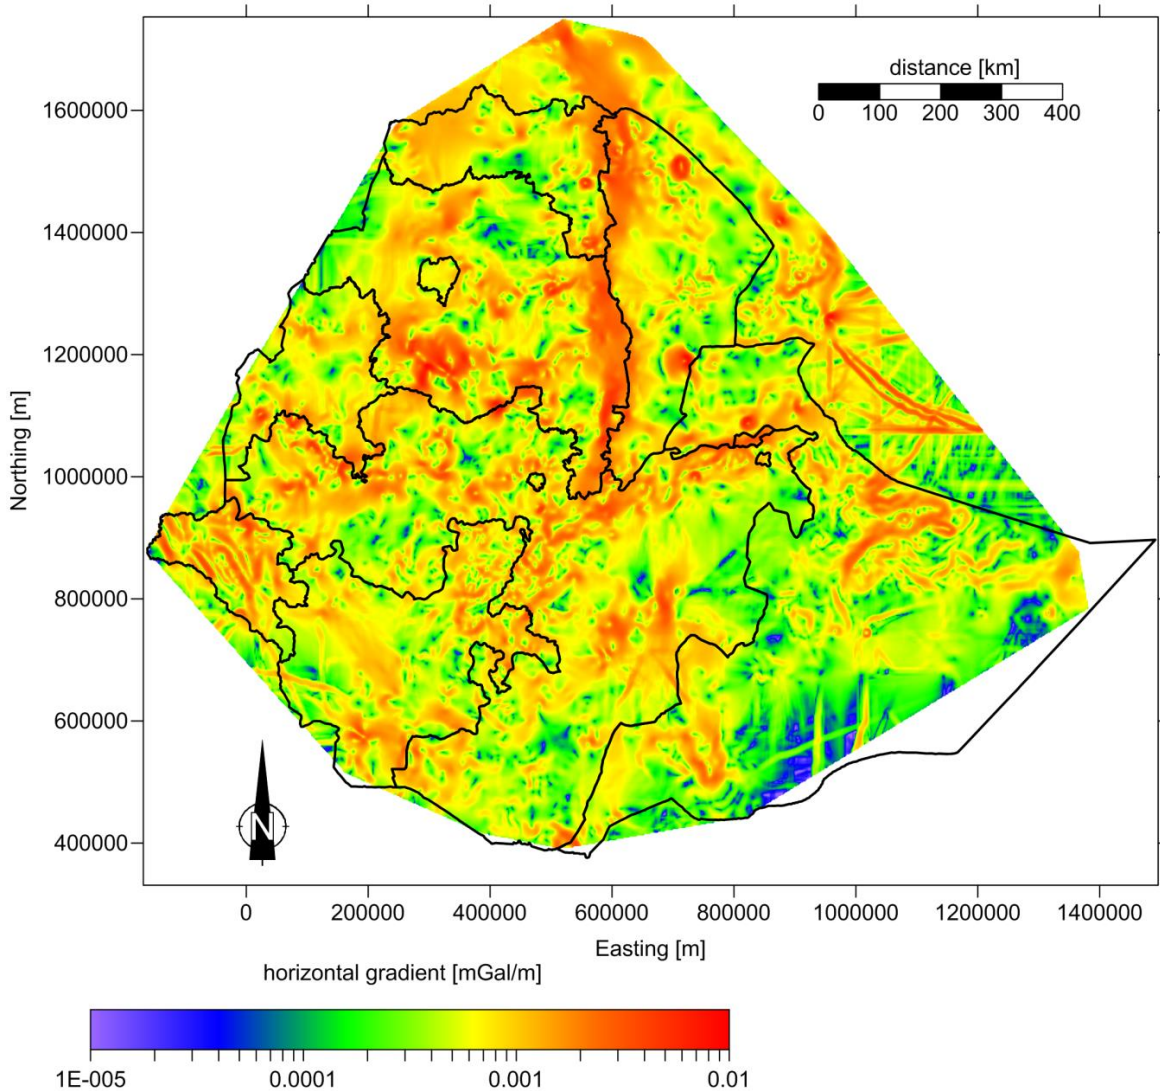 distance [km]
0 100 200 300 400
1600000
1400000
1200000
1000000
800000
600000
400000
Northing [m]
N
0 200000 400000 600000 800000 1000000 1200000 1400000
Easting [m]
horizontal gradient [mGal/m]
1E-005 0.0001 0.001 0.01